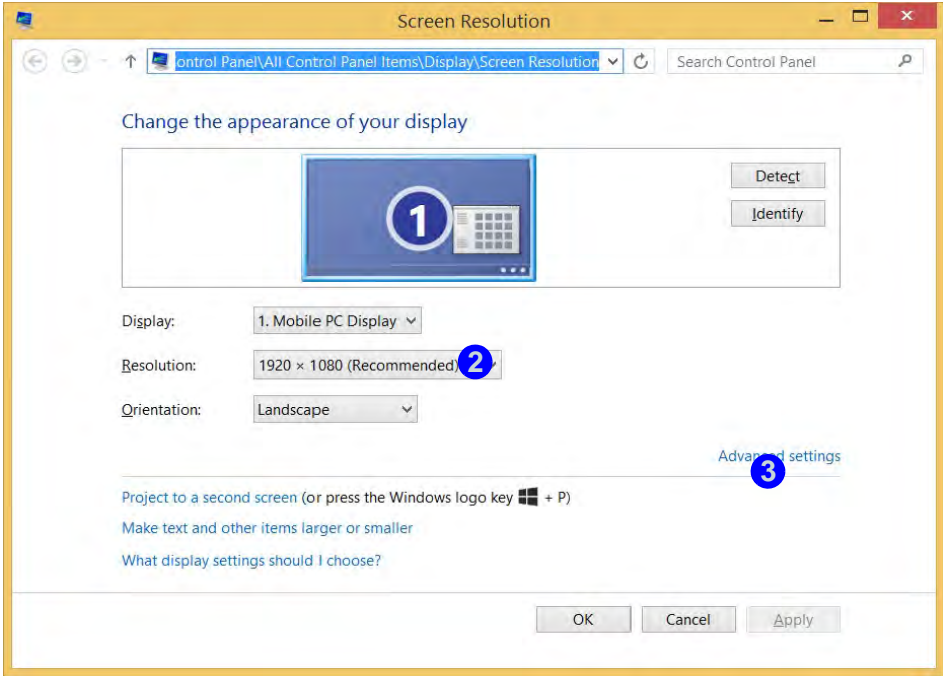 Screen Resolution
ontrol Panel\All Control Panel Items\Display\Screen Resolution
Search Control Panel
Change the appearance of your display
1
Detect
Identify
Display: 1. Mobile PC Display
Resolution: 1920 × 1080 (Recommended) 2
Orientation: Landscape
Advanced settings
3
Project to a second screen (or press the Windows logo key + P)
Make text and other items larger or smaller
What display settings should I choose?
OK Cancel Apply